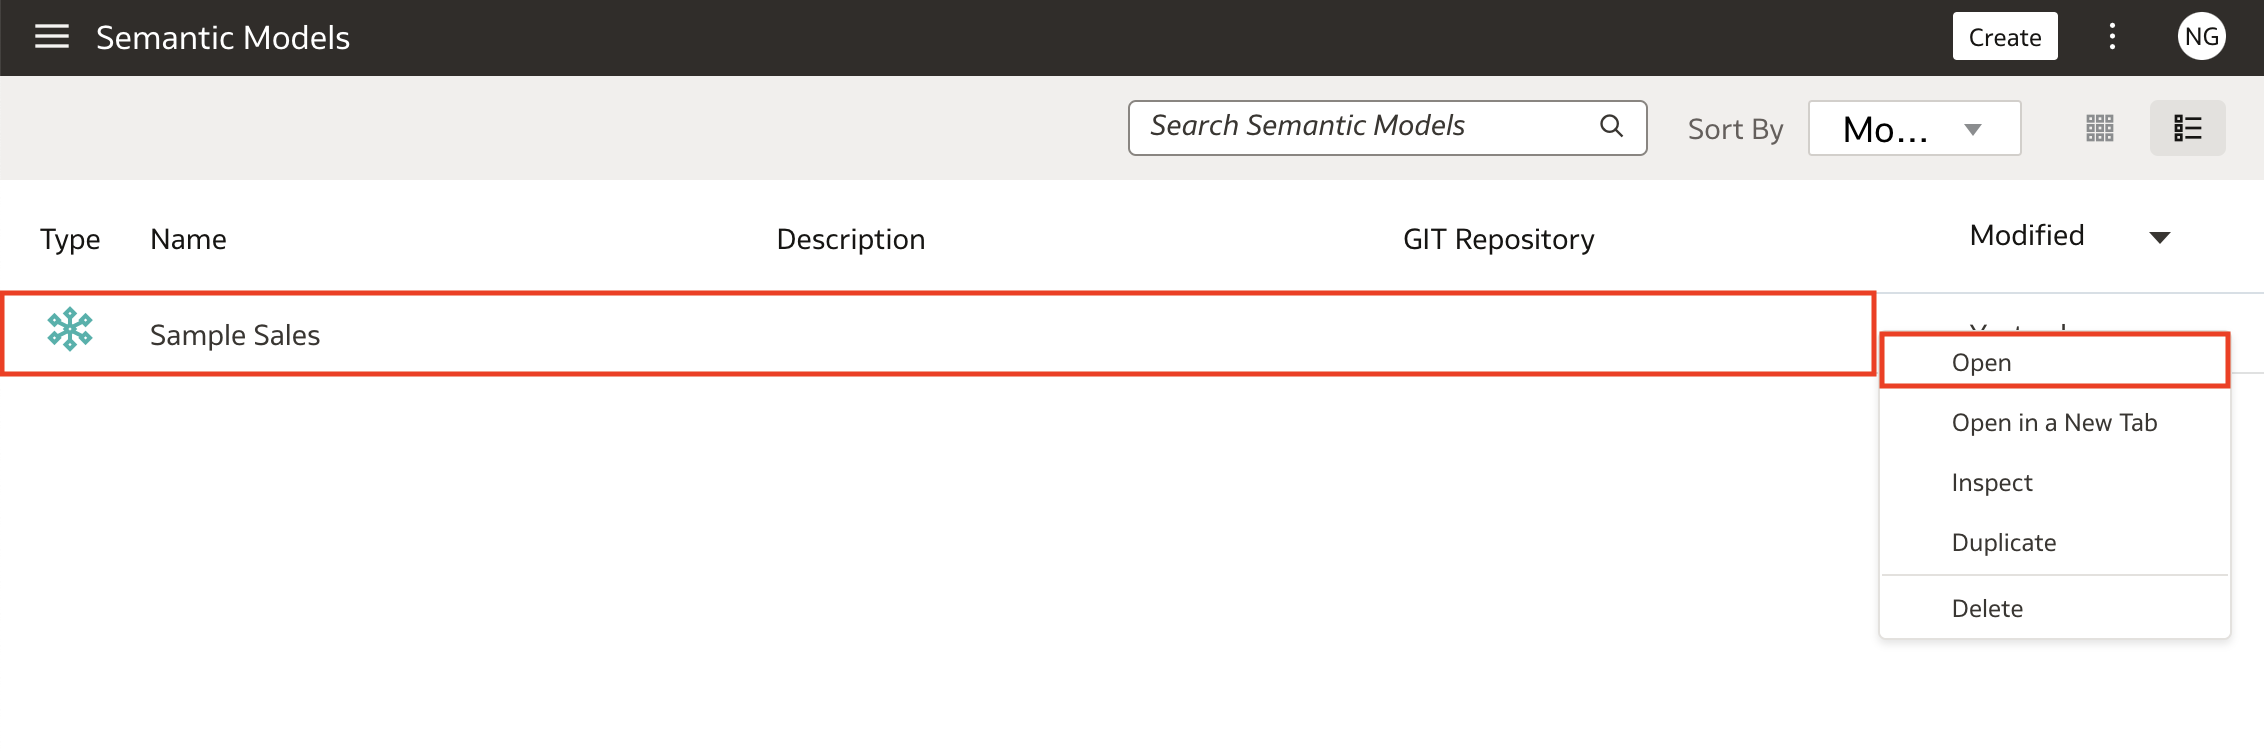 Semantic Models
Create
NG
Search Semantic Models
Sort By
Mo...
Type Name Description GIT Repository Modified
Sample Sales
Open
Open in a New Tab
Inspect
Duplicate
Delete